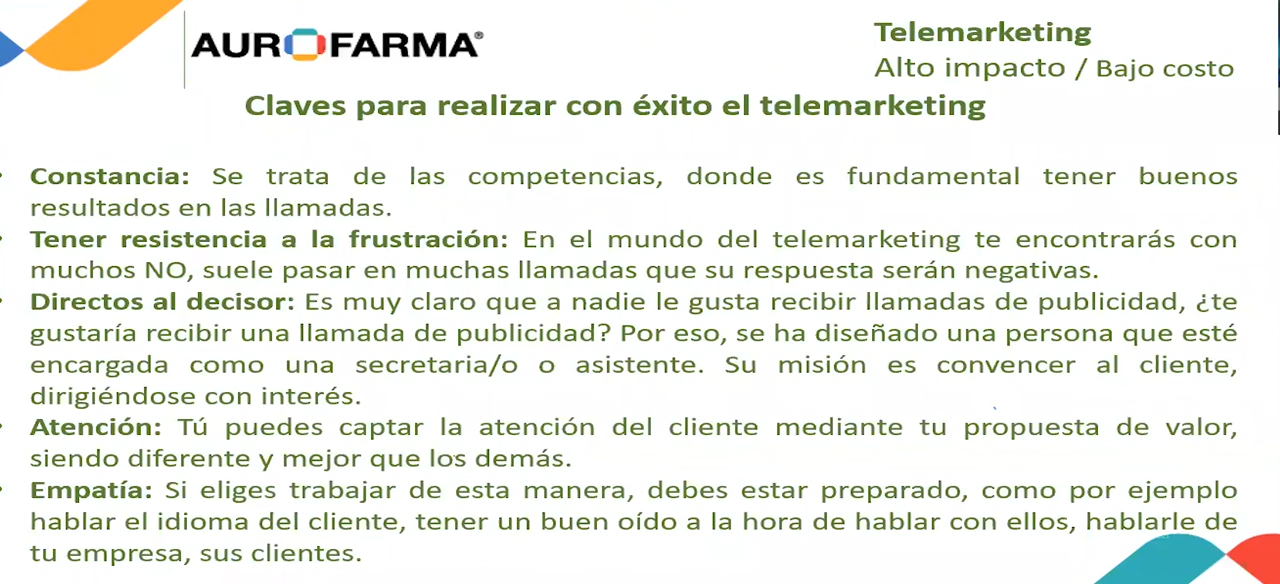 AUROFARMA®
Telemarketing
Alto impacto / Bajo costo
Claves para realizar con éxito el telemarketing
• Constancia: Se trata de las competencias, donde es fundamental tener buenos
resultados en las llamadas.
• Tener resistencia a la frustración: En el mundo del telemarketing te encontrarás con
muchos NO, suele pasar en muchas llamadas que su respuesta serán negativas.
• Directos al decisor: Es muy claro que a nadie le gusta recibir llamadas de publicidad, ¿te
gustaría recibir una llamada de publicidad? Por eso, se ha diseñado una persona que esté
encargada como una secretaria/o o asistente. Su misión es convencer al cliente,
dirigiéndose con interés.
• Atención: Tú puedes captar la atención del cliente mediante tu propuesta de valor,
siendo diferente y mejor que los demás.
• Empatía: Si eliges trabajar de esta manera, debes estar preparado, como por ejemplo
hablar el idioma del cliente, tener un buen oído a la hora de hablar con ellos, hablarle de
tu empresa, sus clientes.